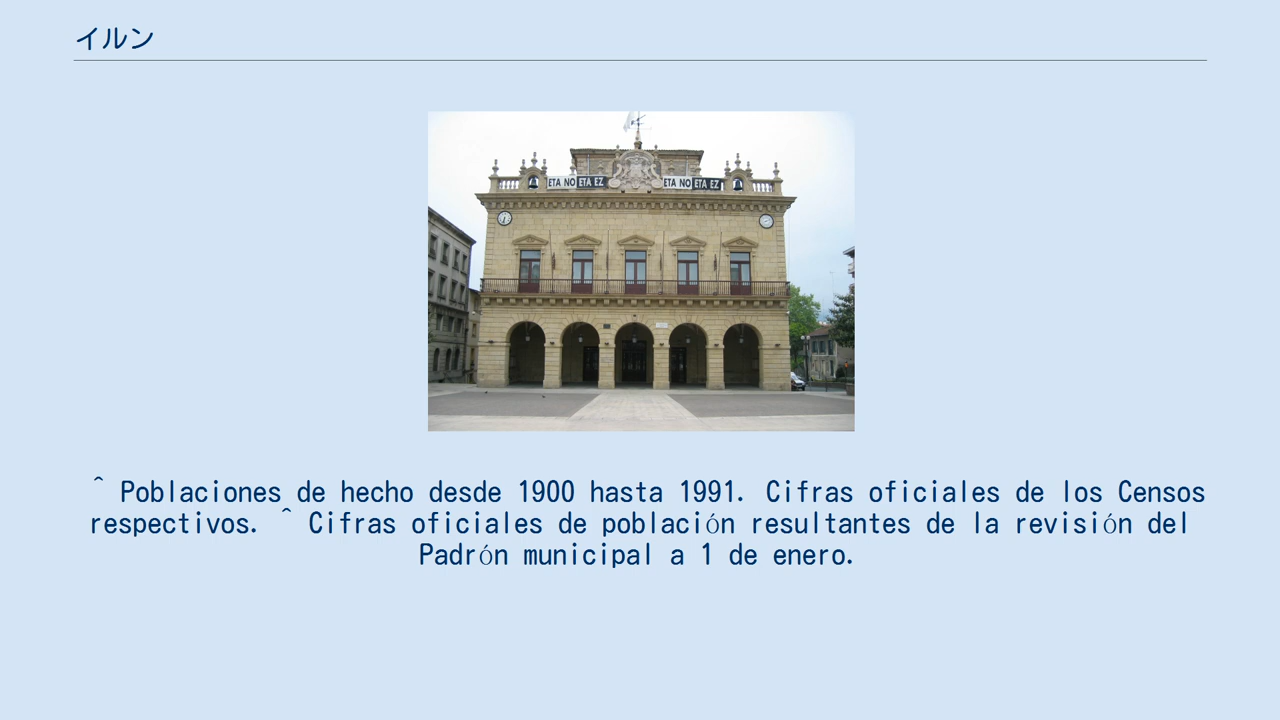 イルン
ETA NO ETA EZ ETA NO ETA EZ
^ Poblaciones de hecho desde 1900 hasta 1991. Cifras oficiales de los Censos
respectivos. ^ Cifras oficiales de población resultantes de la revisión del
Padrón municipal a 1 de enero.